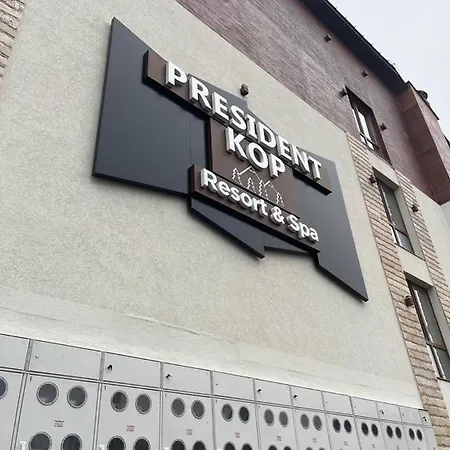 PRESIDENT
KOP
Resort & Spa